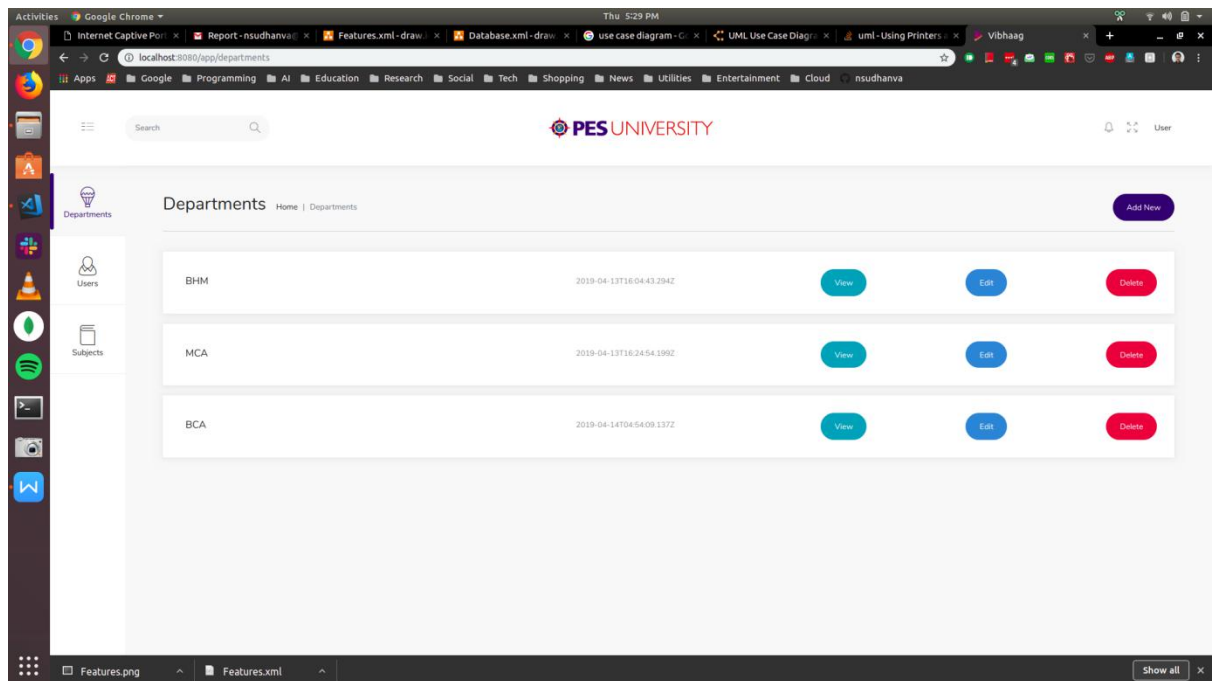 Activities Google Chrome Thu 5:29 PM
Internet Captive Port Report - nsudhanva@ Features.xml - draw.i Database.xml - draw. use case diagram - Go UML Use Case Diagra uml - Using Printers a Vibhaag
localhost:8080/app/departments
Apps Google Programming AI Education Research Social Tech Shopping News Utilities Entertainment Cloud nsudhanva
Search PES UNIVERSITY User
Departments
Departments Home | Departments Add New
Users
BHM 2019-04-13T16:04:43.294Z View Edit Delete
Subjects
MCA 2019-04-13T16:24:54.199Z View Edit Delete
BCA 2019-04-14T04:54:09.137Z View Edit Delete
Features.png Features.xml Show all